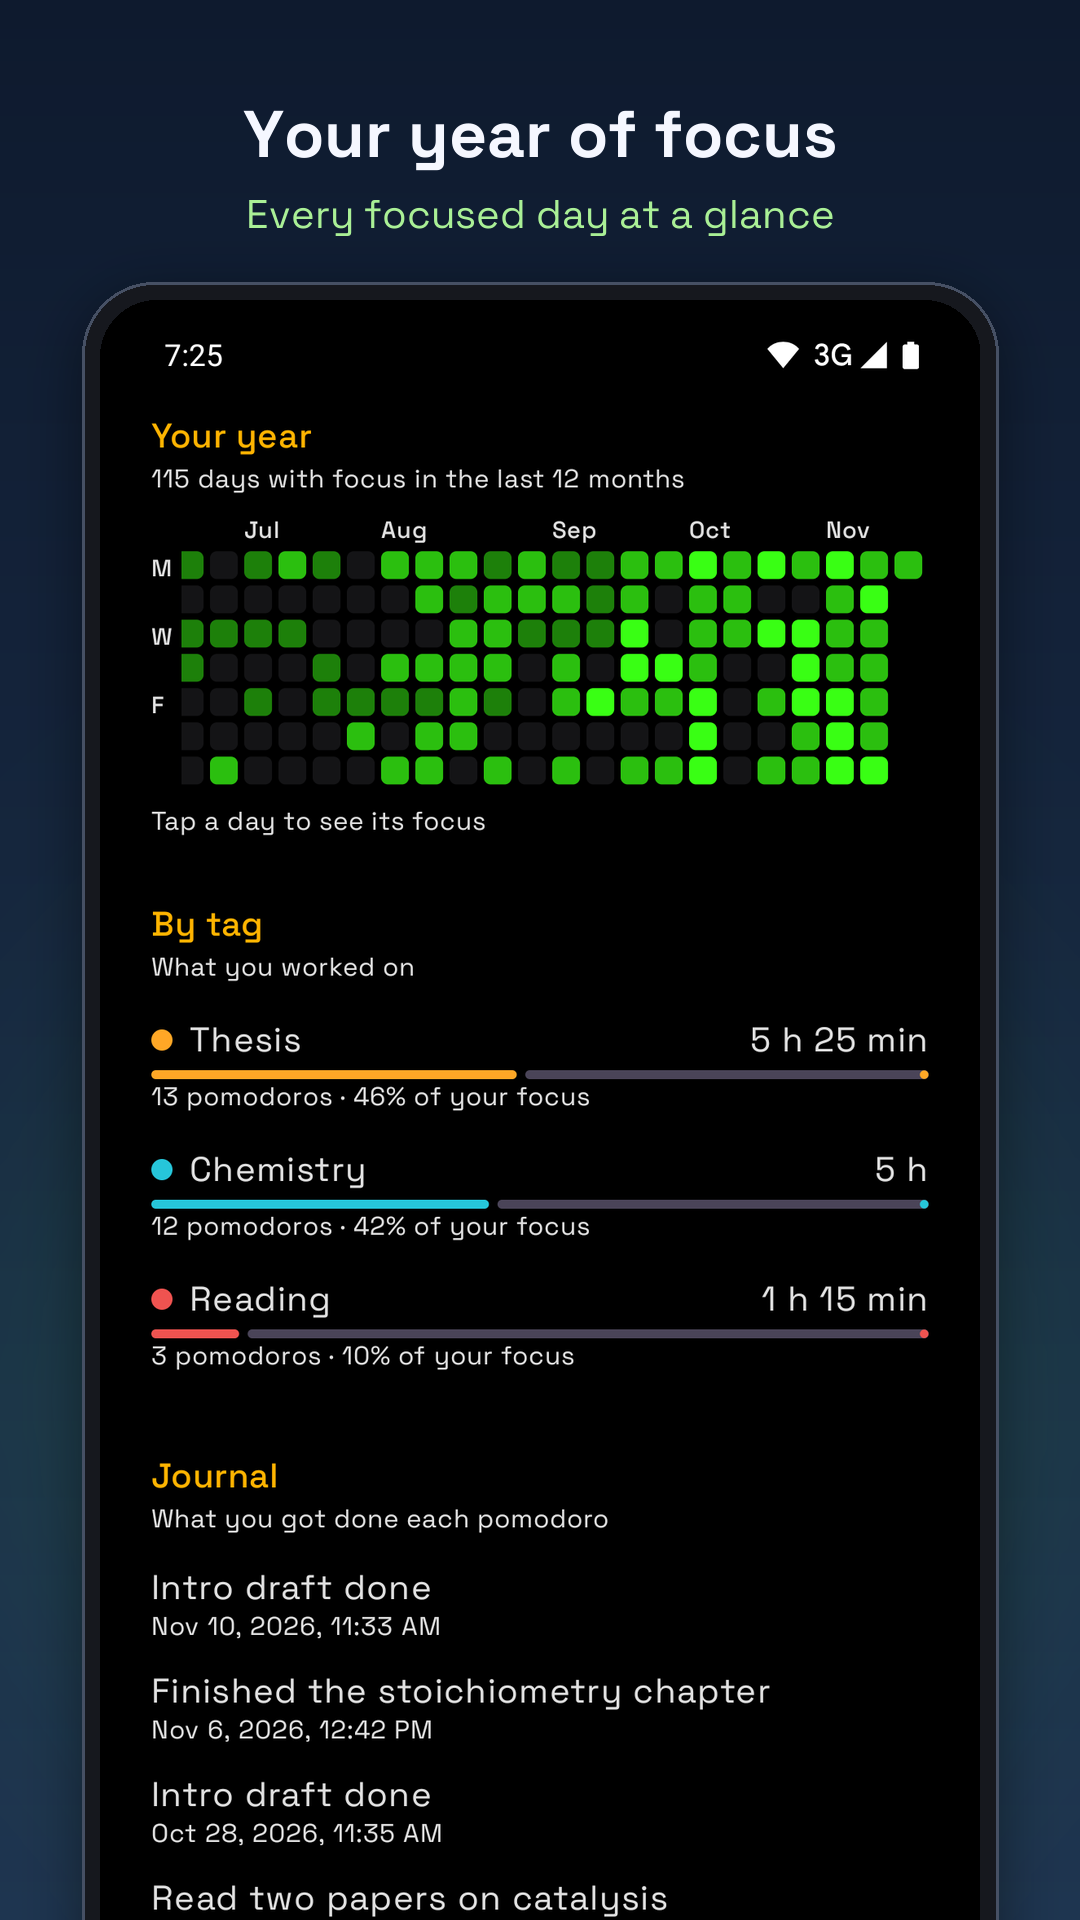 Your year of focus
Every focused day at a glance
7:25 3G
Your year
115 days with focus in the last 12 months
Jul Aug Sep Oct Nov
M
W
F
Tap a day to see its focus
By tag
What you worked on
Thesis 5 h 25 min
13 pomodoros · 46% of your focus
Chemistry 5 h
12 pomodoros · 42% of your focus
Reading 1 h 15 min
3 pomodoros · 10% of your focus
Journal
What you got done each pomodoro
Intro draft done
Nov 10, 2026, 11:33 AM
Finished the stoichiometry chapter
Nov 6, 2026, 12:42 PM
Intro draft done
Oct 28, 2026, 11:35 AM
Read two papers on catalysis